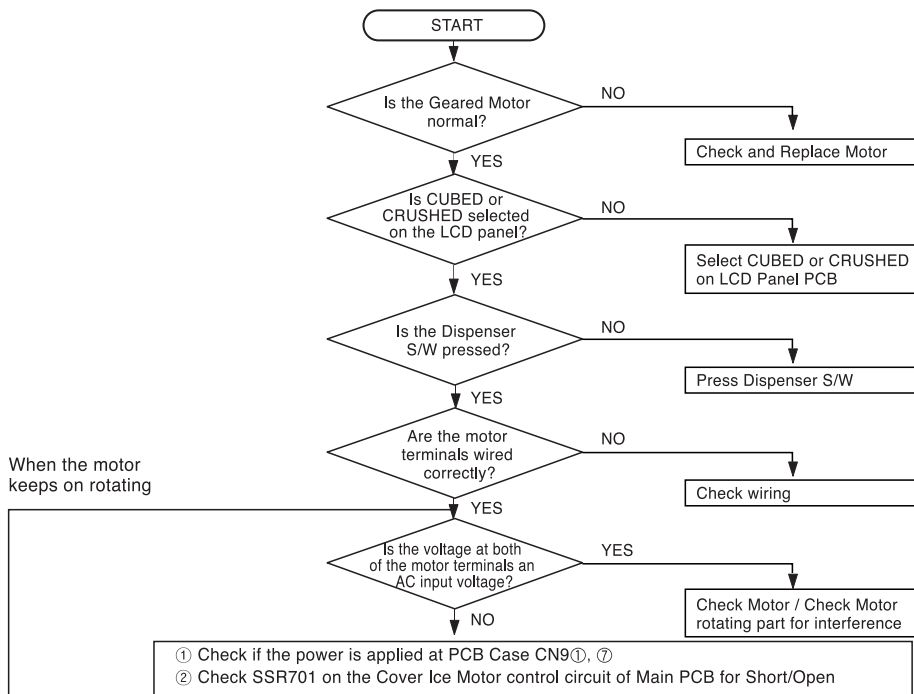 START
Is the Geared Motor
normal?
NO
Check and Replace Motor
YES
Is CUBED or
CRUSHED selected
on the LCD panel?
NO
Select CUBED or CRUSHED
on LCD Panel PCB
YES
Is the Dispenser
S/W pressed?
NO
Press Dispenser S/W
YES
Are the motor
terminals wired
correctly?
NO
Check wiring
When the motor
keeps on rotating
YES
Is the voltage at both
of the motor terminals an
AC input voltage?
YES
Check Motor / Check Motor
rotating part for interference
NO
① Check if the power is applied at PCB Case CN9①, ⑦
② Check SSR701 on the Cover Ice Motor control circuit of Main PCB for Short/Open